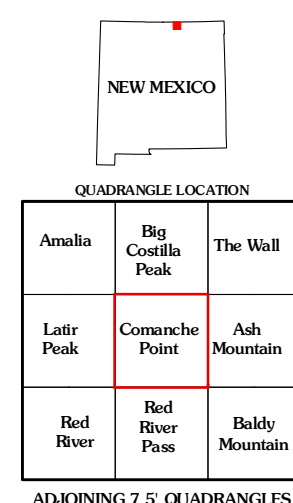 NEW MEXICO
QUADRANGLE LOCATION
Amalia
Big
Costilla
Peak
The Wall
Latir
Peak
Comanche
Point
Ash
Mountain
Red
River
Red
River
Pass
Baldy
Mountain
ADJOINING 7.5' QUADRANGLES